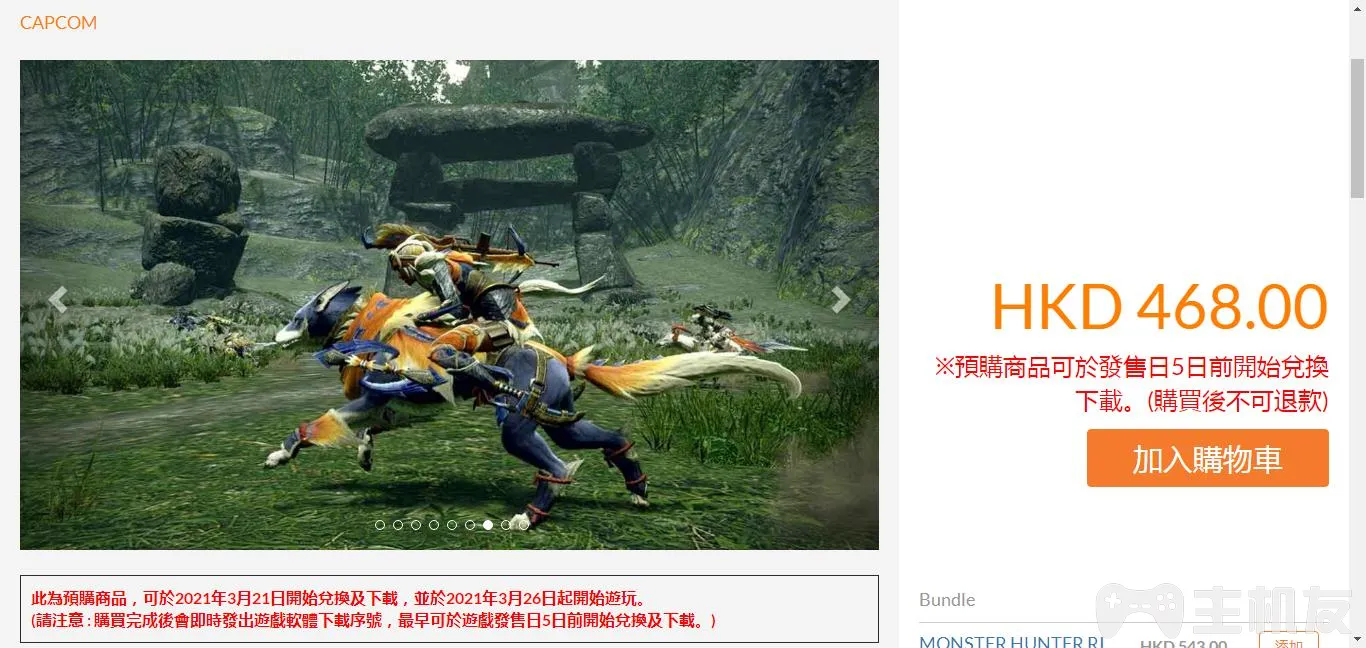 CAPCOM
HKD 468.00
※預購商品可於發售日5日前開始兌換
下載。(購買後不可退款)
加入購物車
此為預購商品，可於2021年3月21日開始兌換及下載，並於2021年3月26日起開始遊玩。
(請注意 : 購買完成後會即時發出遊戲軟體下載序號，最早可於遊戲發售日5日前開始兌換及下載。)
Bundle
主机友
MONSTER HUNTER RI
HKD 543.00
添加